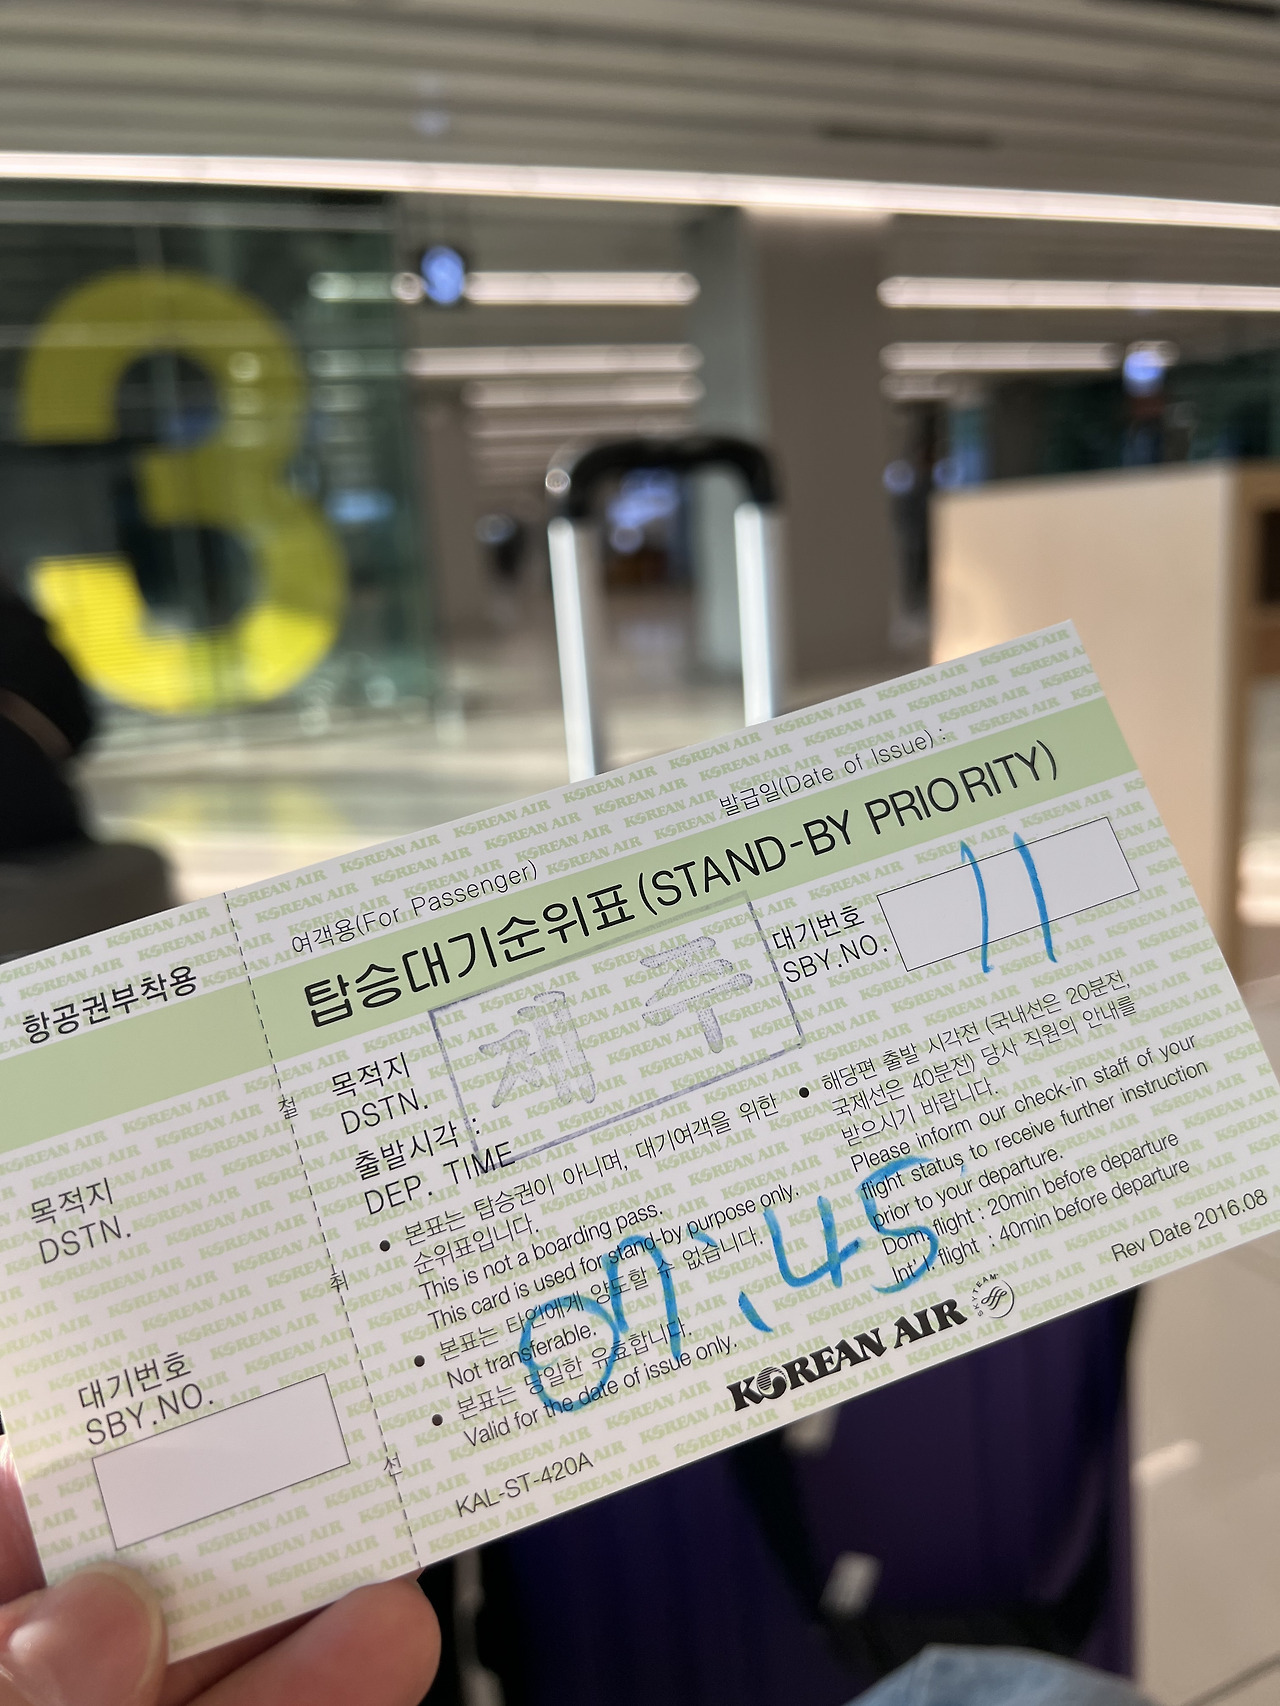 3
항공권부착용
목적지
DSTN.
대기번호
SBY.NO.
절
취
선
여객용(For Passenger)
발급일(Date of Issue) :
탑승대기순위표(STAND-BY PRIORITY)
목적지
DSTN. :
제주
출발시각
DEP. TIME
대기번호
SBY.NO.
11
• 본표는 탑승권이 아니며, 대기여객을 위한
순위표입니다.
This is not a boarding pass.
This card is used for stand-by purpose only.
• 본표는 타인에게 양도할 수 없습니다.
Not transferable.
• 본표는 당일한 유효합니다.
Valid for the date of issue only.
• 해당편 출발 시각전 (국내선은 20분전,
국제선은 40분전) 당사 직원의 안내를
받으시기 바랍니다.
Please inform our check-in staff of your
flight status to receive further instruction
prior to your departure.
Dom. flight : 20min before departure
Int'l. flight : 40min before departure
07:45
KAL-ST-420A
KOREAN AIR
SKYTEAM
Rev Date 2016.08